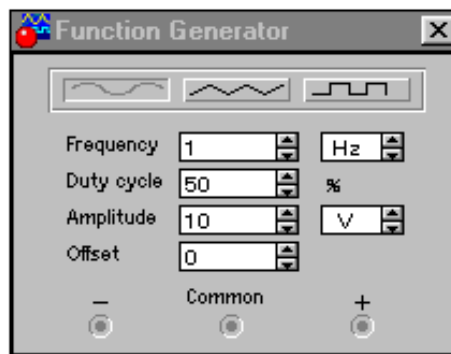 Function Generator
Frequency 1 Hz
Duty cycle 50 %
Amplitude 10 V
Offset 0
− Common +